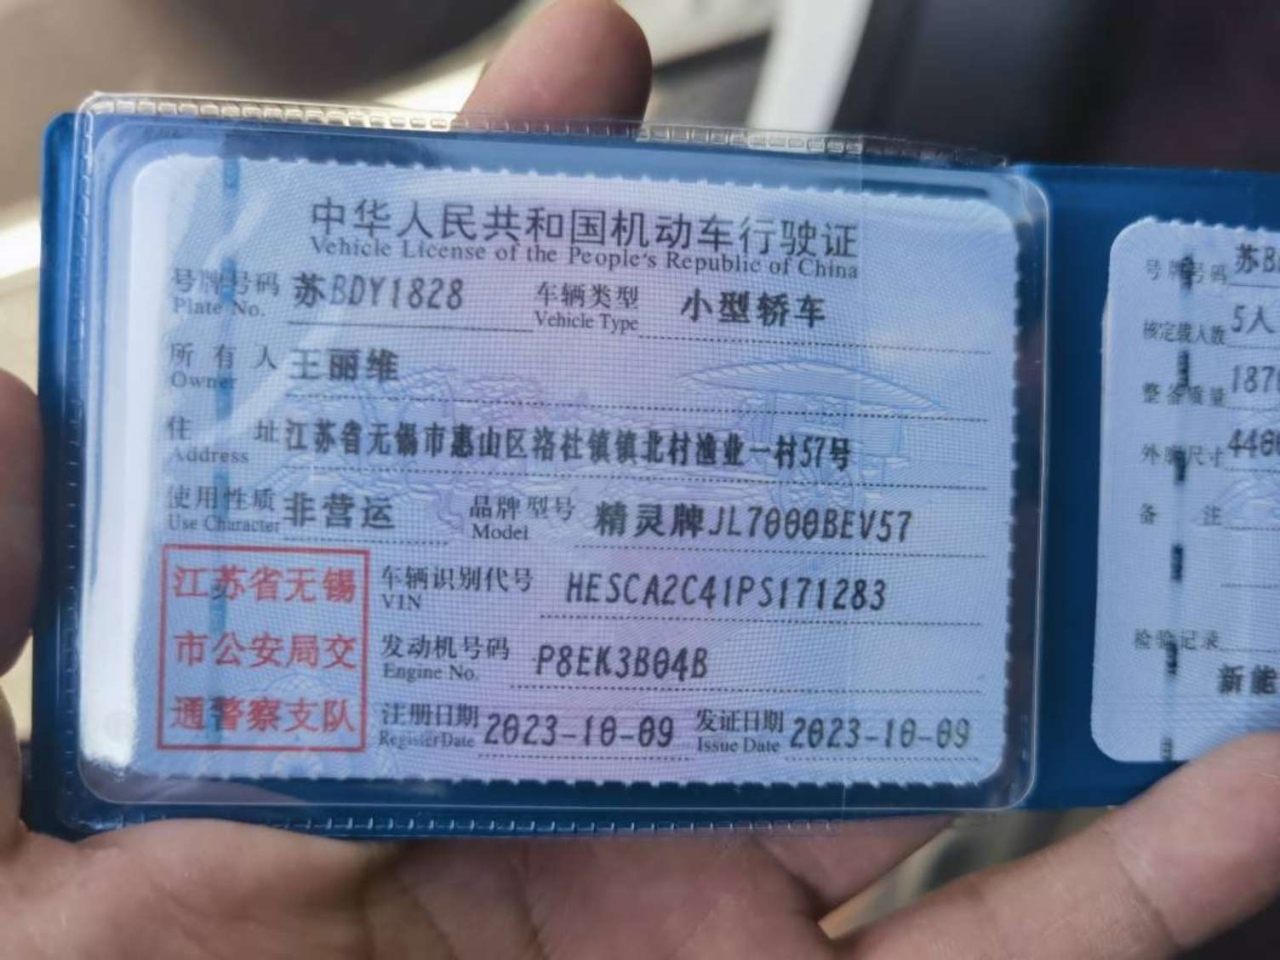 中华人民共和国机动车行驶证
Vehicle License of the People's Republic of China
号牌号码 苏BDY1828 车辆类型 小型轿车
Plate No. Vehicle Type
所有人 王丽维
Owner
住址 江苏省无锡市惠山区洛社镇镇北村渔业一村57号
Address
使用性质 非营运 品牌型号 精灵牌JL7000BEV57
Use Character Model
江苏省无锡
市公安局交
通警察支队
车辆识别代号 HESCA2C41PS171283
VIN
发动机号码 P8EK3B04B
Engine No.
注册日期 2023-10-09 发证日期 2023-10-09
Register Date Issue Date
号牌号码 苏B
核定载人数 5人
整备质量 187
外廓尺寸 440
备注
检验记录
新能